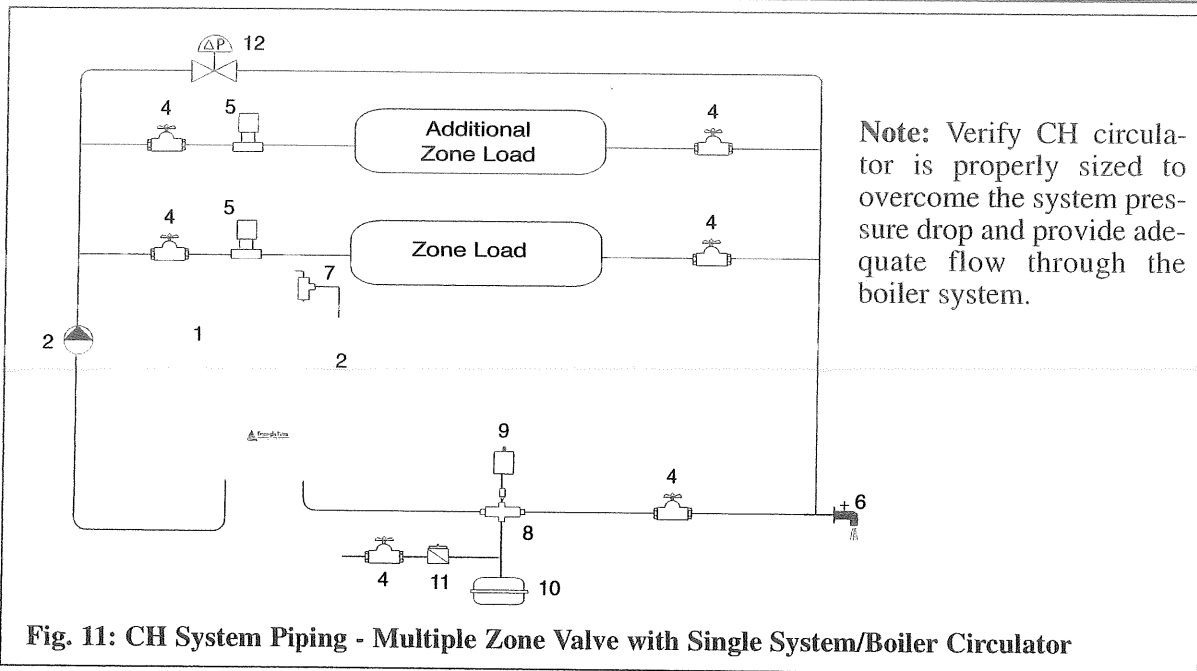 ΔP 12
4 5 4
Additional
Zone Load
4 5 4
Zone Load
7
2 1
2
9
4
6
8
4 11 10
Note: Verify CH circula-
tor is properly sized to
overcome the system pres-
sure drop and provide ade-
quate flow through the
boiler system.
Fig. 11: CH System Piping - Multiple Zone Valve with Single System/Boiler Circulator